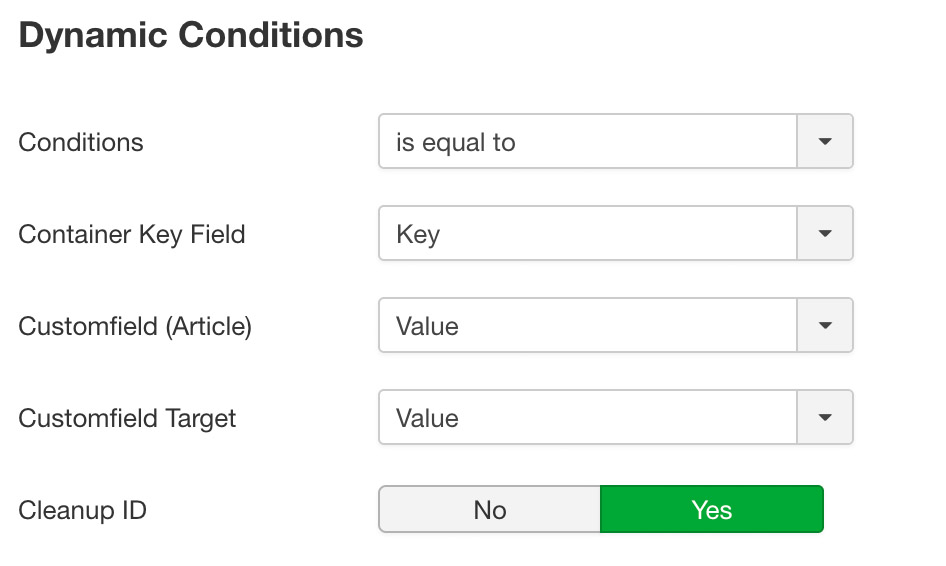 Dynamic Conditions
Conditions
is equal to
Container Key Field
Key
Customfield (Article)
Value
Customfield Target
Value
Cleanup ID
No
Yes